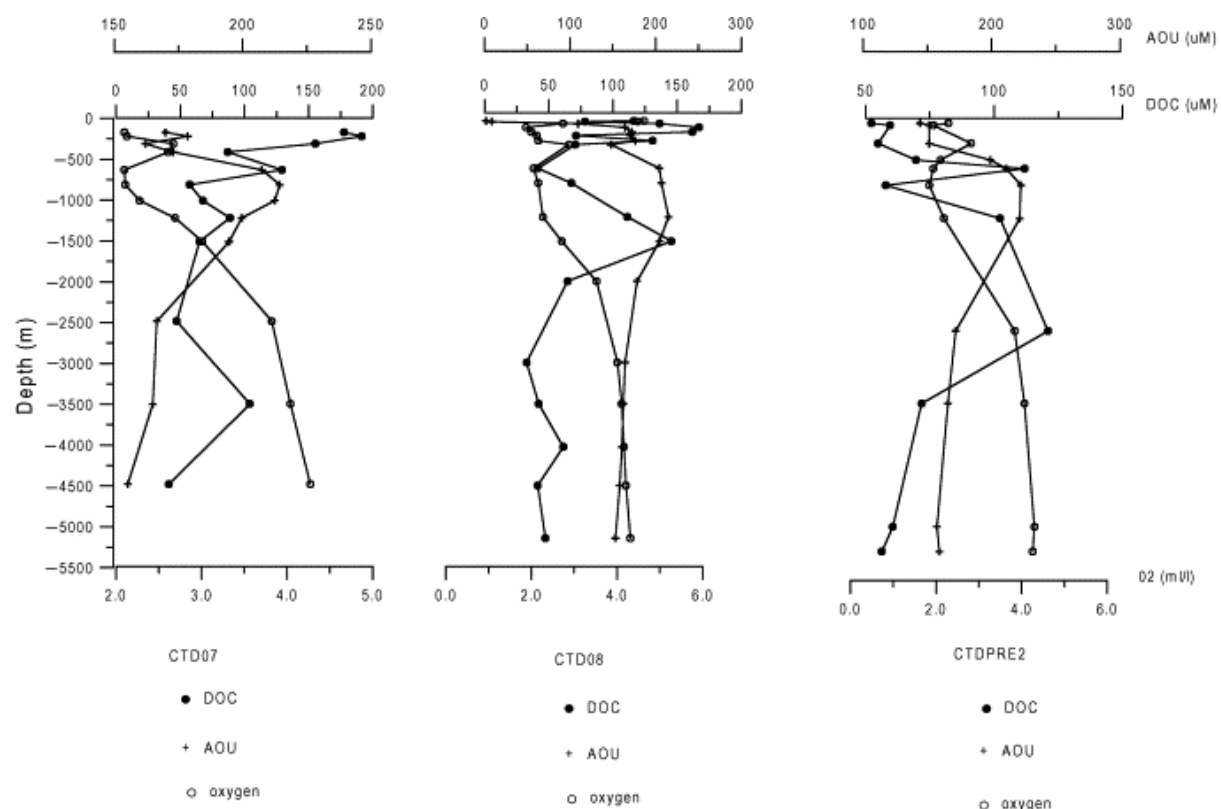 150 200 250 0 100 200 300 100 200 300 AOU (uM)
0 50 100 150 200 0 50 100 150 200 50 100 150 DOC (uM)
0
−500
−1000
−1500
−2000
−2500
−3000
−3500
−4000
−4500
−5000
−5500
Depth (m)
2.0 3.0 4.0 5.0 0.0 2.0 4.0 6.0 0.0 2.0 4.0 6.0 02 (ml/l)
CTD07 CTD08 CTDPRE2
DOC DOC DOC
AOU AOU AOU
oxygen oxygen oxygen